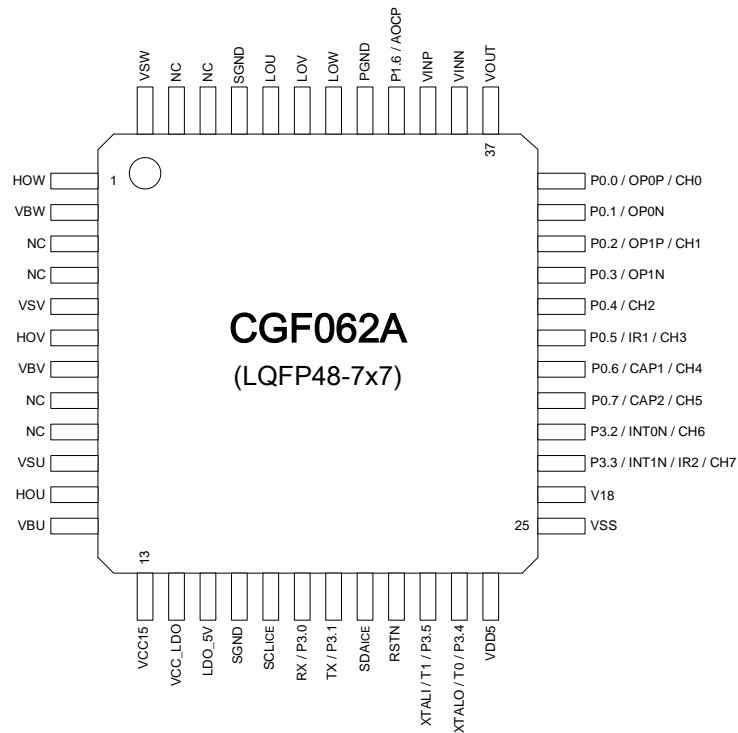 VSW
NC
NC
SGND
LOU
LOV
LOW
PGND
P1.6 / AOCP
VINP
VINN
VOUT
37
1
HOW
VBW
NC
NC
VSV
HOV
VBV
NC
NC
VSU
HOU
VBU
CGF062A
(LQFP48-7x7)
P0.0 / OP0P / CH0
P0.1 / OP0N
P0.2 / OP1P / CH1
P0.3 / OP1N
P0.4 / CH2
P0.5 / IR1 / CH3
P0.6 / CAP1 / CH4
P0.7 / CAP2 / CH5
P3.2 / INT0N / CH6
P3.3 / INT1N / IR2 / CH7
V18
VSS
25
13
VCC15
VCC_LDO
LDO_5V
SGND
SCLICE
RX / P3.0
TX / P3.1
SDAICE
RSTN
XTALI / T1 / P3.5
XTALO / T0 / P3.4
VDD5